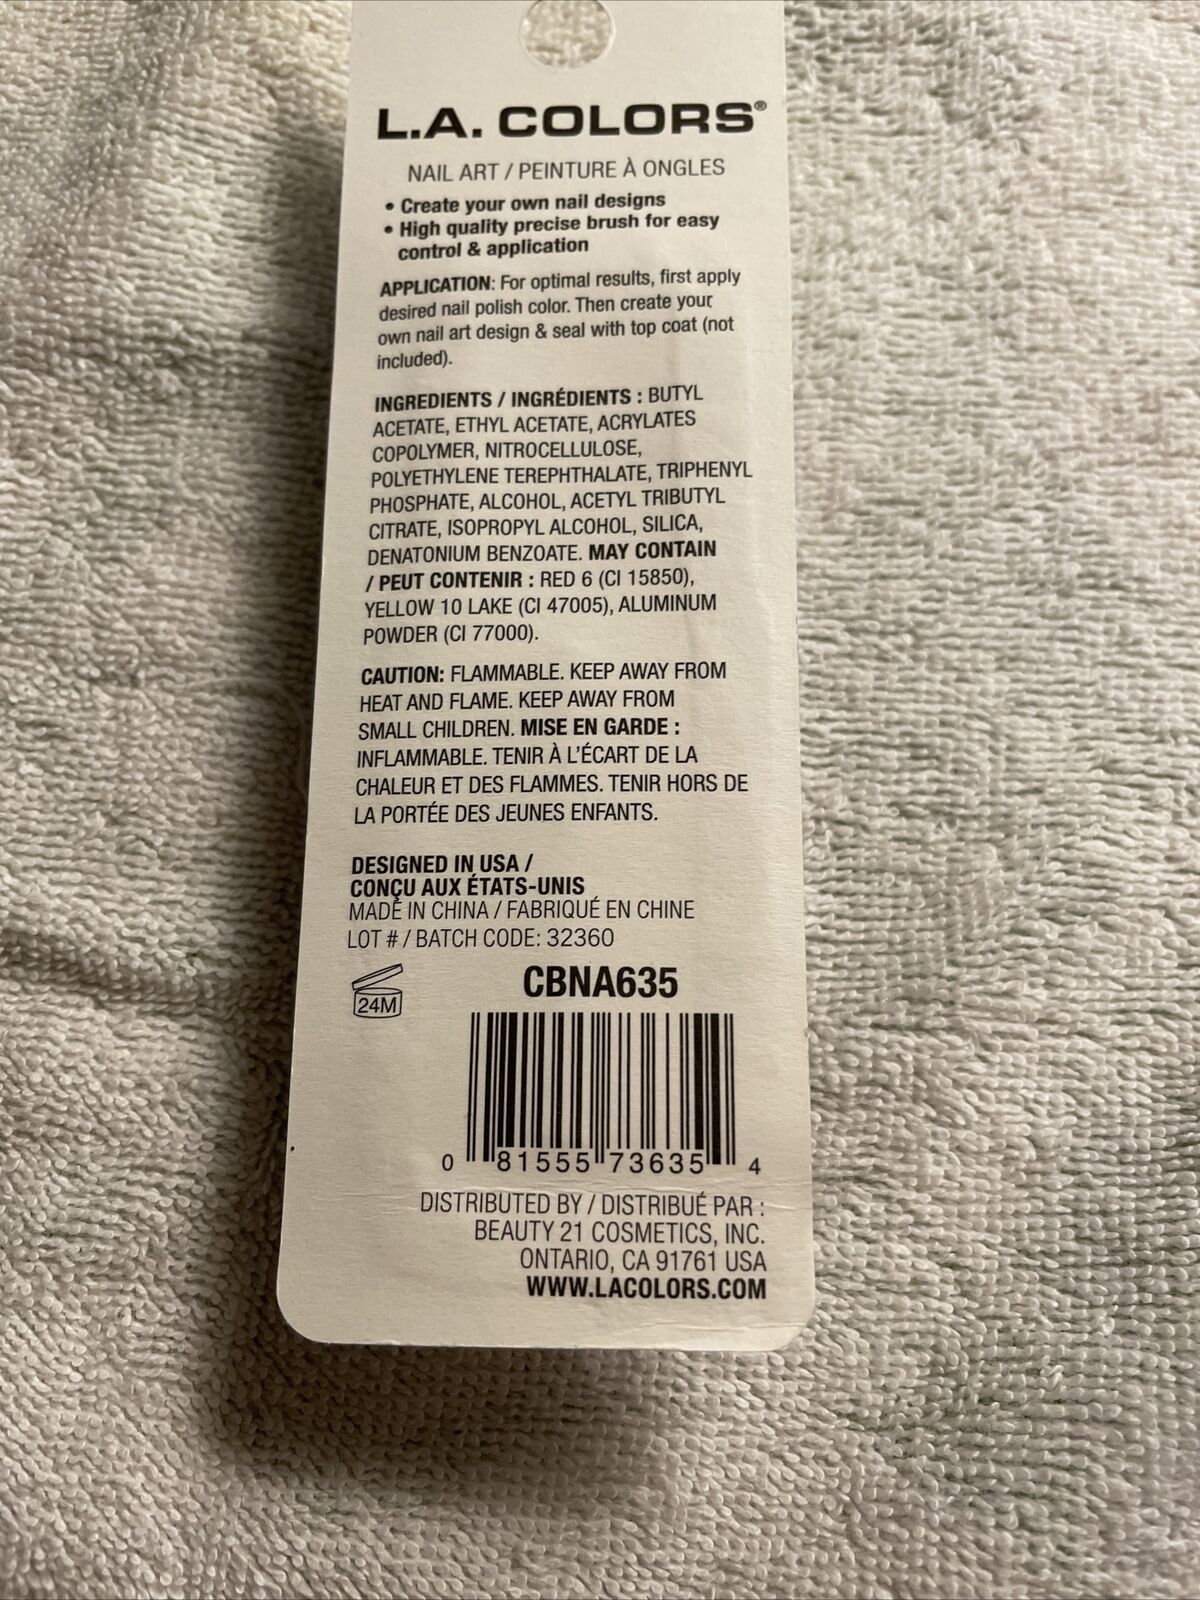 L.A. COLORS®
NAIL ART / PEINTURE À ONGLES
• Create your own nail designs
• High quality precise brush for easy
control & application
APPLICATION: For optimal results, first apply
desired nail polish color. Then create your
own nail art design & seal with top coat (not
included).
INGREDIENTS / INGRÉDIENTS : BUTYL
ACETATE, ETHYL ACETATE, ACRYLATES
COPOLYMER, NITROCELLULOSE,
POLYETHYLENE TEREPHTHALATE, TRIPHENYL
PHOSPHATE, ALCOHOL, ACETYL TRIBUTYL
CITRATE, ISOPROPYL ALCOHOL, SILICA,
DENATONIUM BENZOATE. MAY CONTAIN
/ PEUT CONTENIR : RED 6 (CI 15850),
YELLOW 10 LAKE (CI 47005), ALUMINUM
POWDER (CI 77000).
CAUTION: FLAMMABLE. KEEP AWAY FROM
HEAT AND FLAME. KEEP AWAY FROM
SMALL CHILDREN. MISE EN GARDE :
INFLAMMABLE. TENIR À L'ÉCART DE LA
CHALEUR ET DES FLAMMES. TENIR HORS DE
LA PORTÉE DES JEUNES ENFANTS.
DESIGNED IN USA /
CONÇU AUX ÉTATS-UNIS
MADE IN CHINA / FABRIQUÉ EN CHINE
LOT # / BATCH CODE: 32360
24M
CBNA635
0 81555 73635 4
DISTRIBUTED BY / DISTRIBUÉ PAR :
BEAUTY 21 COSMETICS, INC.
ONTARIO, CA 91761 USA
WWW.LACOLORS.COM